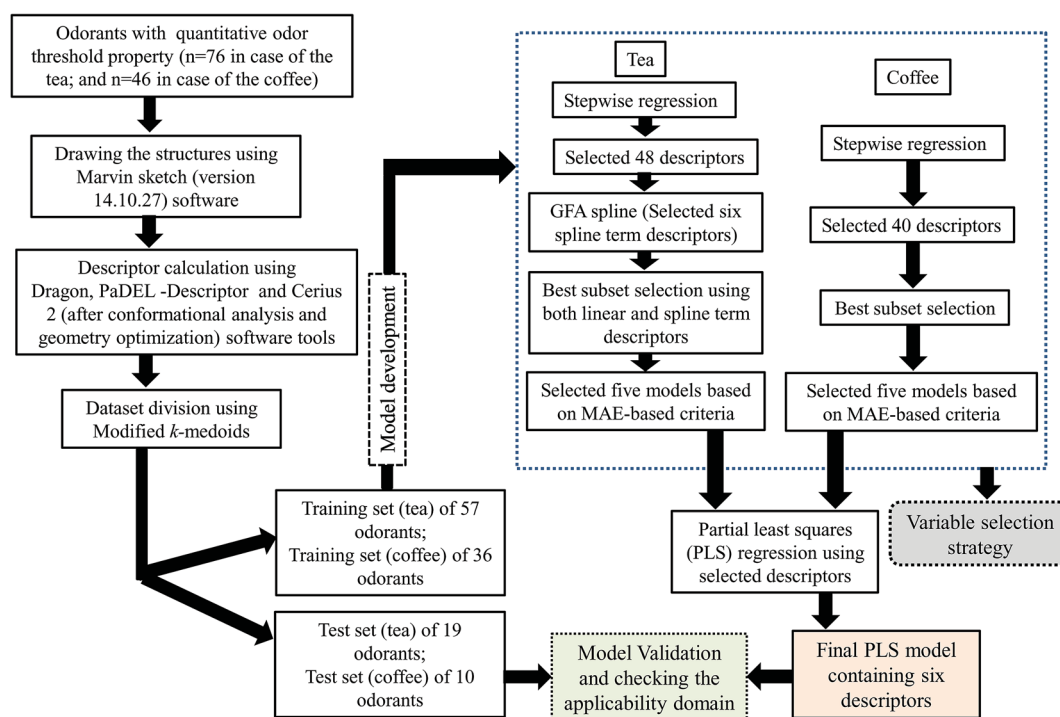 Odorants with quantitative odor
threshold property (n=76 in case of the
tea; and n=46 in case of the coffee)
Drawing the structures using
Marvin sketch (version
14.10.27) software
Descriptor calculation using
Dragon, PaDEL -Descriptor and Cerius
2 (after conformational analysis and
geometry optimization) software tools
Dataset division using
Modified k-medoids
Training set (tea) of 57
odorants;
Training set (coffee) of 36
odorants
Test set (tea) of 19
odorants;
Test set (coffee) of 10
odorants
Model development
Tea
Stepwise regression
Selected 48 descriptors
GFA spline (Selected six
spline term descriptors)
Best subset selection using
both linear and spline term
descriptors
Selected five models based
on MAE-based criteria
Coffee
Stepwise regression
Selected 40 descriptors
Best subset selection
Selected five models based
on MAE-based criteria
Variable selection
strategy
Partial least squares
(PLS) regression using
selected descriptors
Final PLS model
containing six
descriptors
Model Validation
and checking the
applicability domain